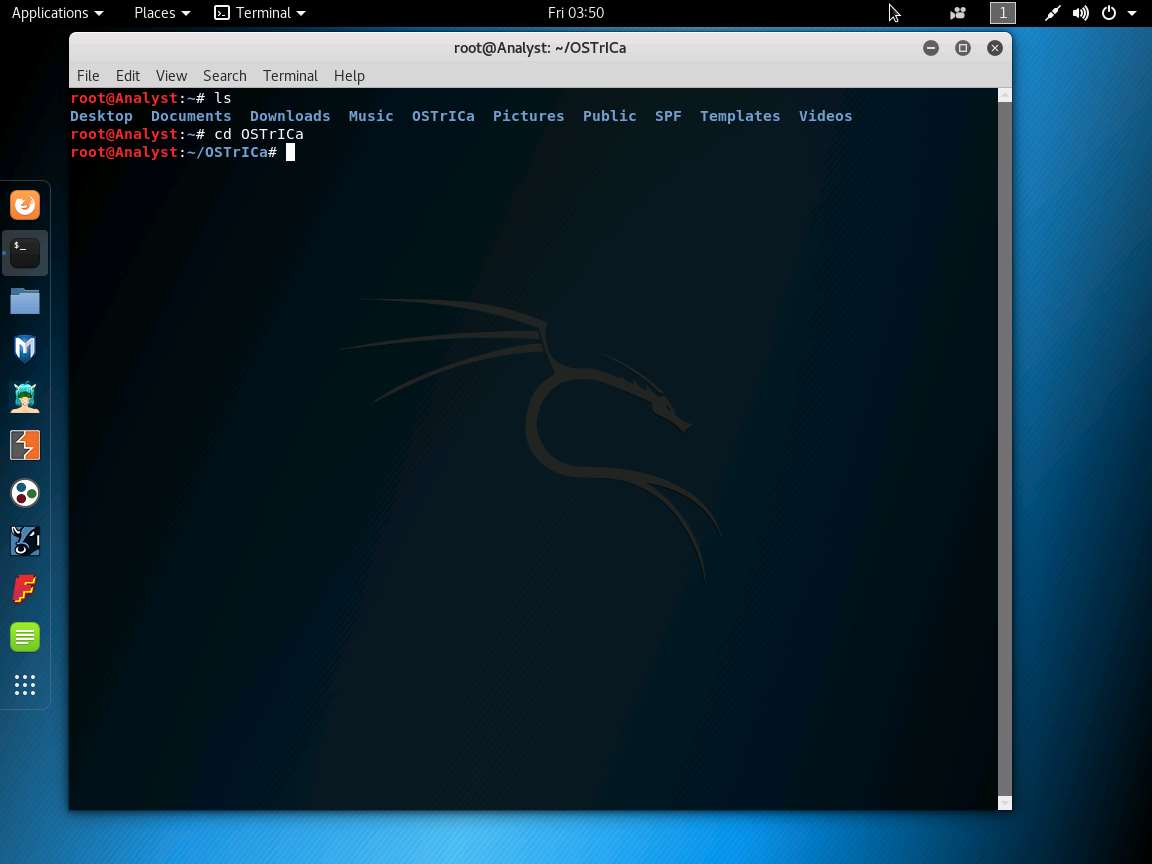 Applications Places Terminal Fri 03:50 1
root@Analyst: ~/OSTrICa
File Edit View Search Terminal Help
root@Analyst:~# ls
Desktop Documents Downloads Music OSTrICa Pictures Public SPF Templates Videos
root@Analyst:~# cd OSTrICa
root@Analyst:~/OSTrICa#
$_